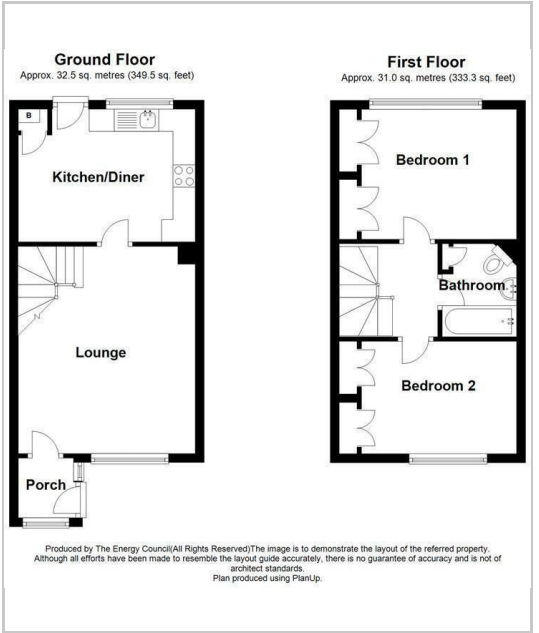 Ground Floor
Approx. 32.5 sq. metres (349.5 sq. feet)
B
Kitchen/Diner
Lounge
Porch
First Floor
Approx. 31.0 sq. metres (333.3 sq. feet)
Bedroom 1
Bathroom
Bedroom 2
Produced by The Energy Council(All Rights Reserved)The image is to demonstrate the layout of the referred property.
Although all efforts have been made to resemble the layout guide accurately, there is no guarantee of accuracy and is not of
architect standards.
Plan produced using PlanUp.